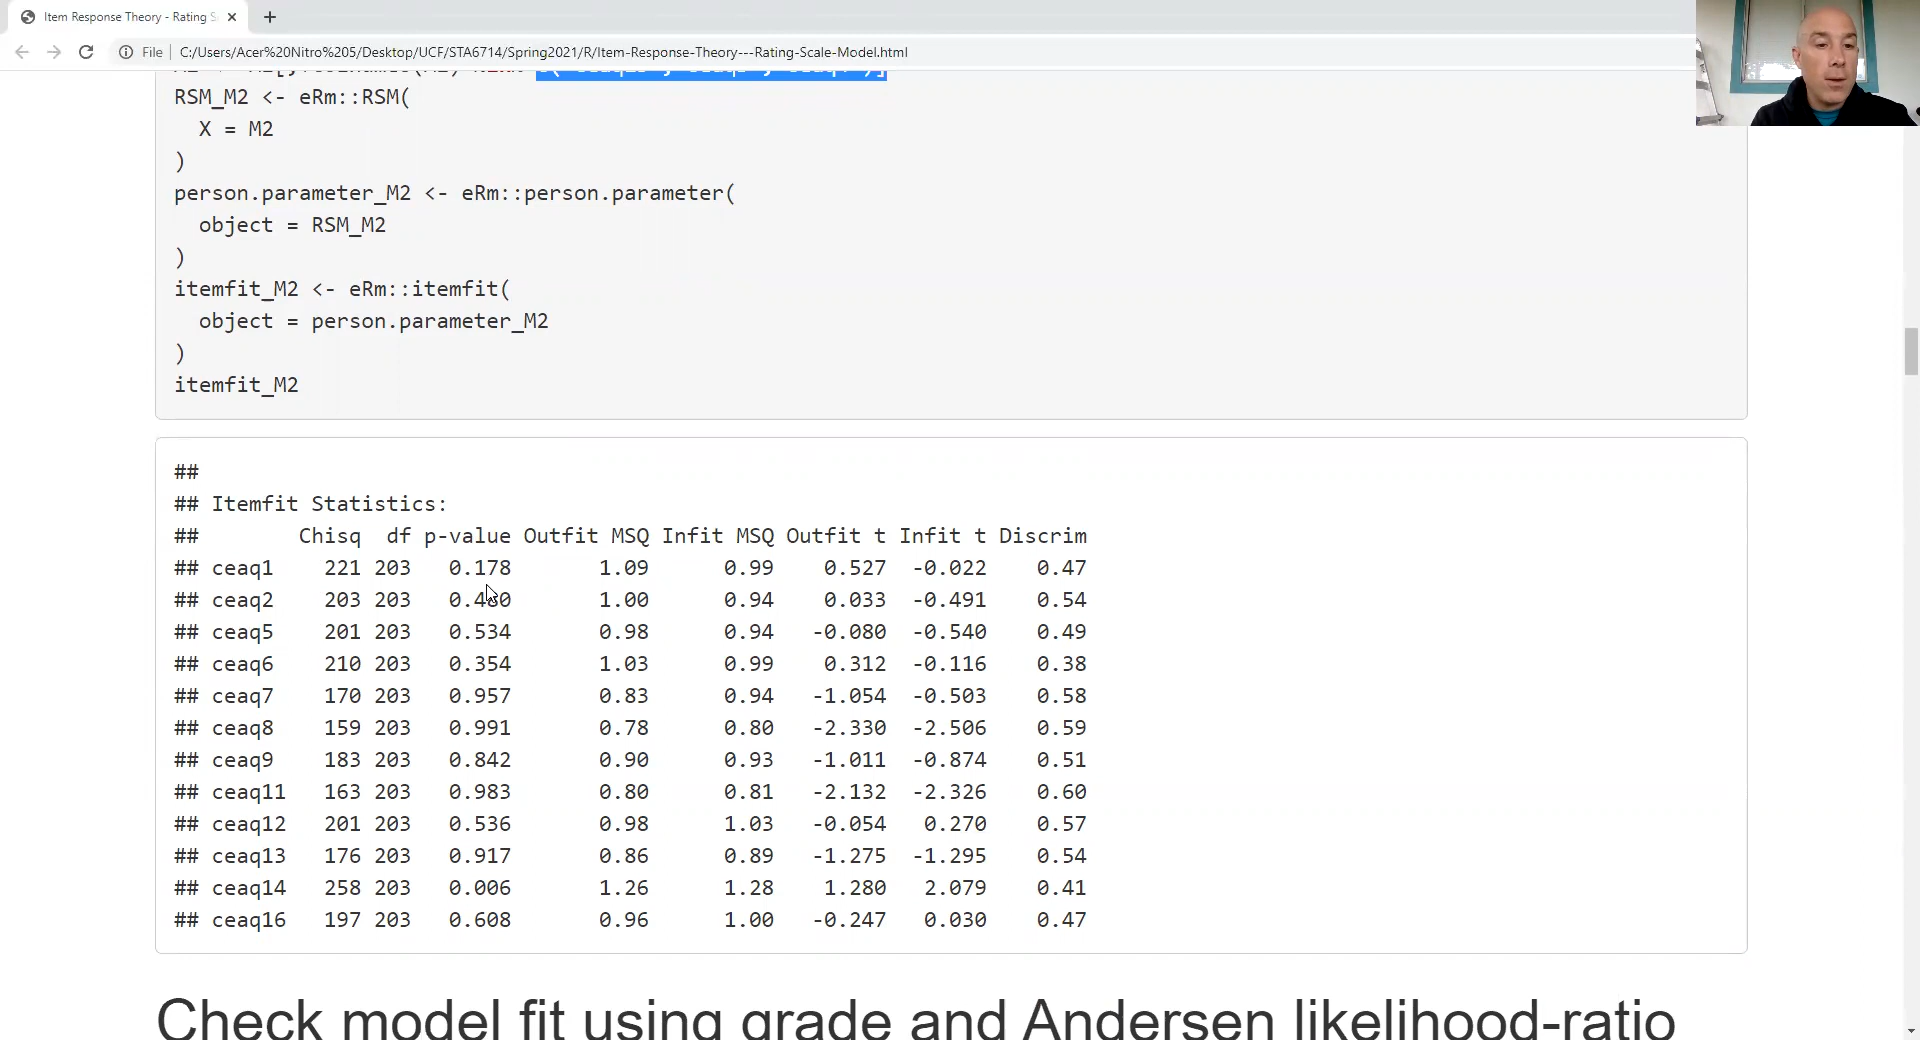 Item Response Theory - Rating S
File C:/Users/Acer%20Nitro%205/Desktop/UCF/STA6714/Spring2021/R/Item-Response-Theory---Rating-Scale-Model.html
RSM_M2 <- eRm::RSM(
X = M2
)
person.parameter_M2 <- eRm::person.parameter(
object = RSM_M2
)
itemfit_M2 <- eRm::itemfit(
object = person.parameter_M2
)
itemfit_M2
##
## Itemfit Statistics:
## Chisq df p-value Outfit MSQ Infit MSQ Outfit t Infit t Discrim
## ceaq1 221 203 0.178 1.09 0.99 0.527 -0.022 0.47
## ceaq2 203 203 1.00 0.94 0.033 -0.491 0.54
## ceaq5 201 203 0.534 0.98 0.94 -0.080 -0.540 0.49
## ceaq6 210 203 0.354 1.03 0.99 0.312 -0.116 0.38
## ceaq7 170 203 0.957 0.83 0.94 -1.054 -0.503 0.58
## ceaq8 159 203 0.991 0.78 0.80 -2.330 -2.506 0.59
## ceaq9 183 203 0.842 0.90 0.93 -1.011 -0.874 0.51
## ceaq11 163 203 0.983 0.80 0.81 -2.132 -2.326 0.60
## ceaq12 201 203 0.536 0.98 1.03 -0.054 0.270 0.57
## ceaq13 176 203 0.917 0.86 0.89 -1.275 -1.295 0.54
## ceaq14 258 203 0.006 1.26 1.28 1.280 2.079 0.41
## ceaq16 197 203 0.608 0.96 1.00 -0.247 0.030 0.47
Check model fit using grade and Andersen likelihood-ratio